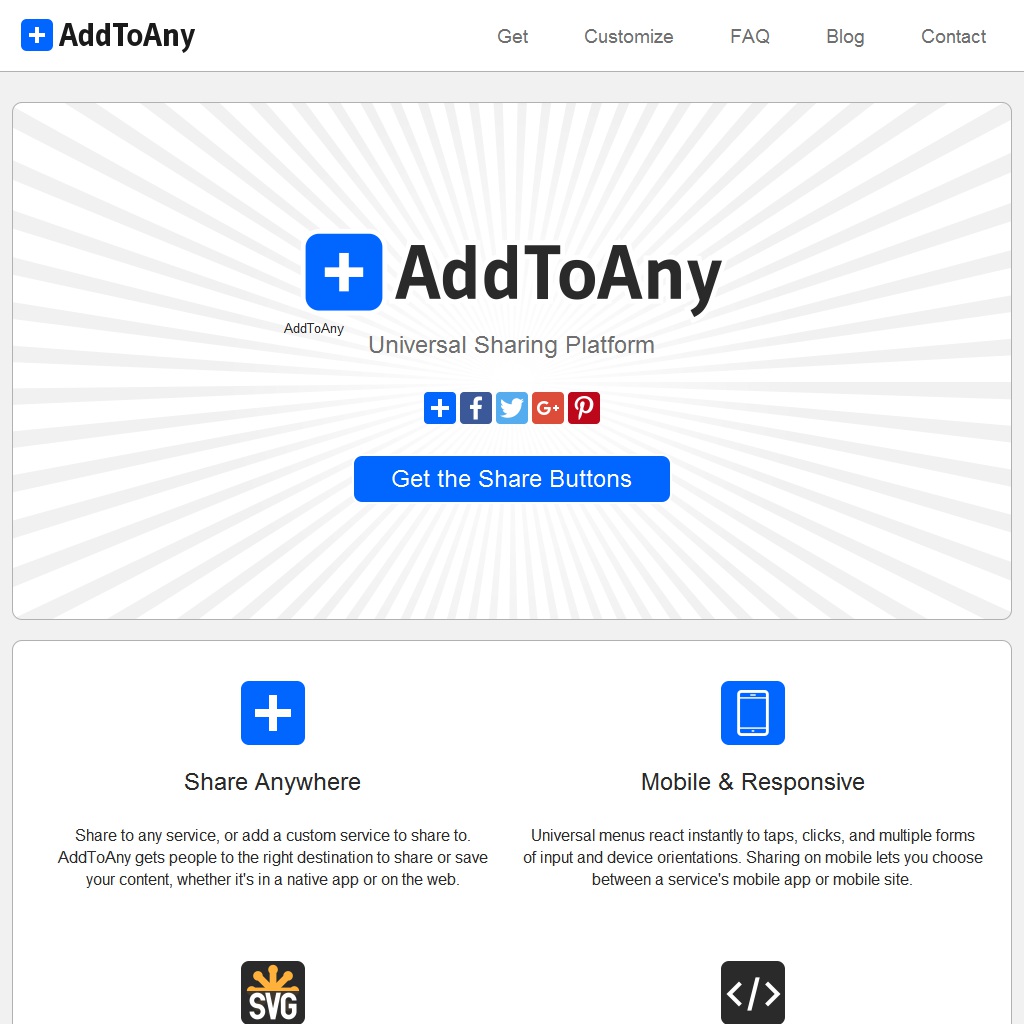 AddToAny
Get
Customize
FAQ
Blog
Contact
AddToAny
AddToAny
Universal Sharing Platform
Get the Share Buttons
Share Anywhere
Share to any service, or add a custom service to share to.
AddToAny gets people to the right destination to share or save
your content, whether it's in a native app or on the web.
Mobile & Responsive
Universal menus react instantly to taps, clicks, and multiple forms
of input and device orientations. Sharing on mobile lets you choose
between a service's mobile app or mobile site.
SVG